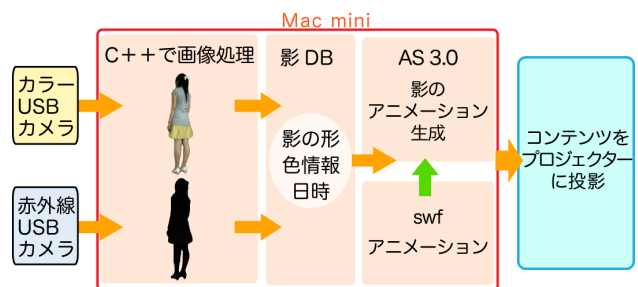 Mac mini
カラー
USB
カメラ
赤外線
USB
カメラ
C++で画像処理
影 DB
影の形
色情報
日時
AS 3.0
影の
アニメーション
生成
swf
アニメーション
コンテンツを
プロジェクター
に投影